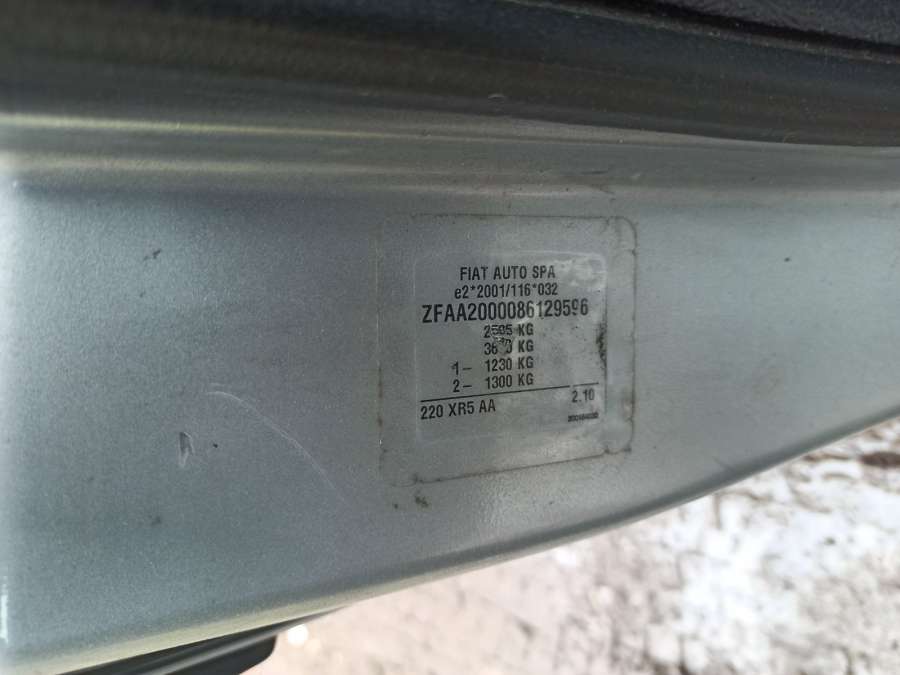 FIAT AUTO SPA
e2*2001/116*032
ZFAA2000086129596
KG
KG
1- 1230 KG
2- 1300 KG
220 XR5 AA 2.10